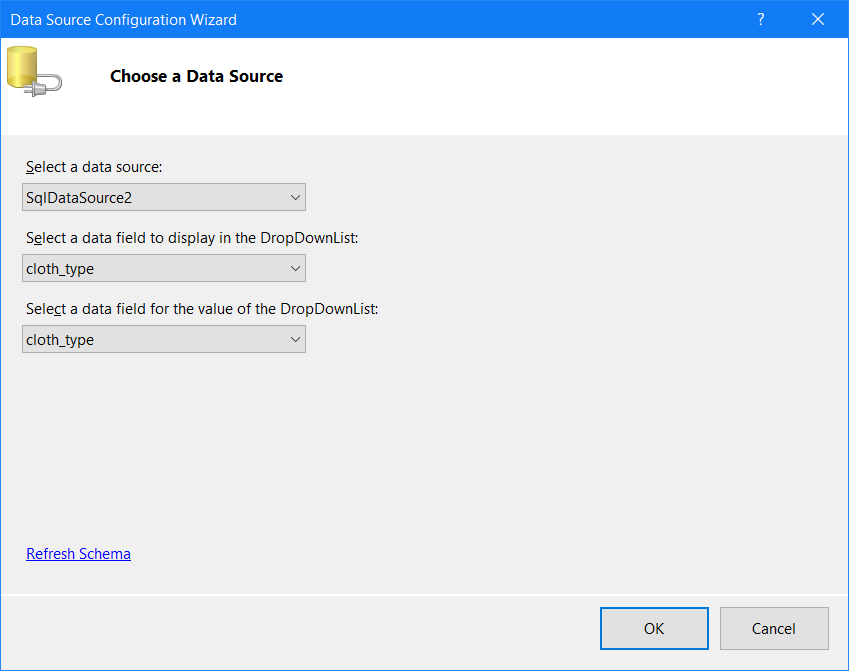 Data Source Configuration Wizard
?
Choose a Data Source
Select a data source:
SqlDataSource2
Select a data field to display in the DropDownList:
cloth_type
Select a data field for the value of the DropDownList:
cloth_type
Refresh Schema
OK
Cancel